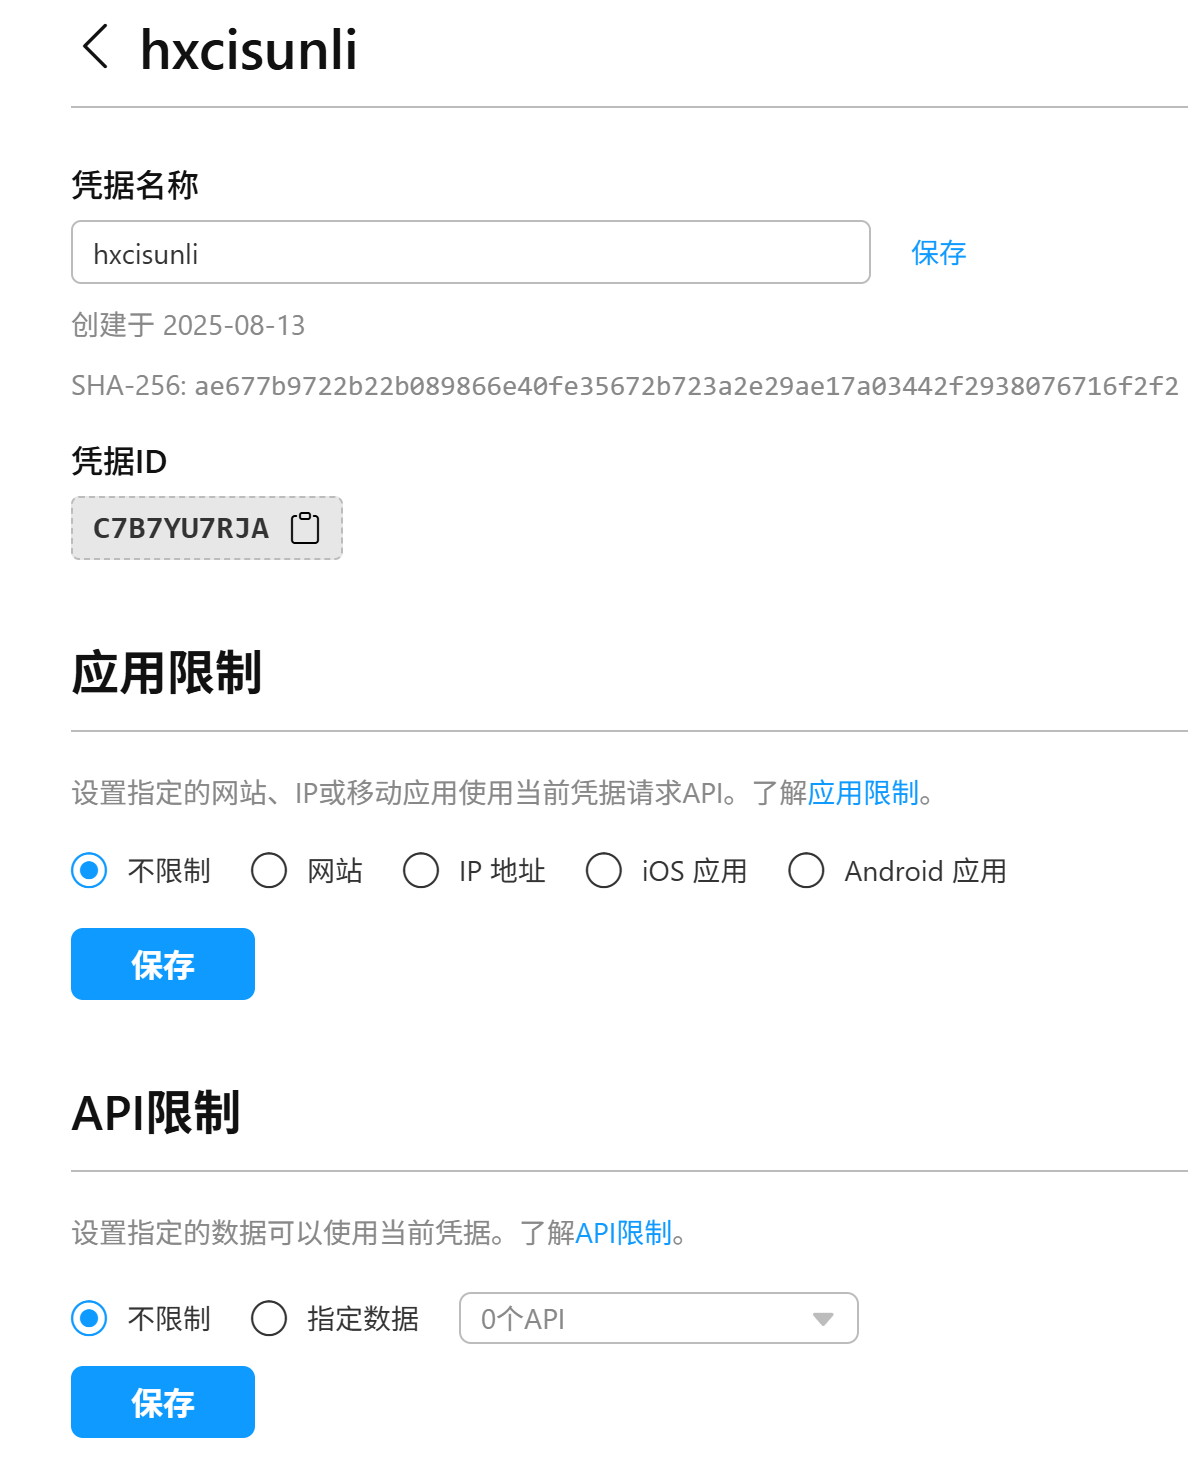 hxcisunli
凭据名称
hxcisunli 保存
创建于 2025-08-13
SHA-256: ae677b9722b22b089866e40fe35672b723a2e29ae17a03442f2938076716f2f2
凭据ID
C7B7YU7RJA
应用限制
设置指定的网站、IP或移动应用使用当前凭据请求API。了解应用限制。
不限制 网站 IP 地址 iOS 应用 Android 应用
保存
API限制
设置指定的数据可以使用当前凭据。了解API限制。
不限制 指定数据 0个API
保存